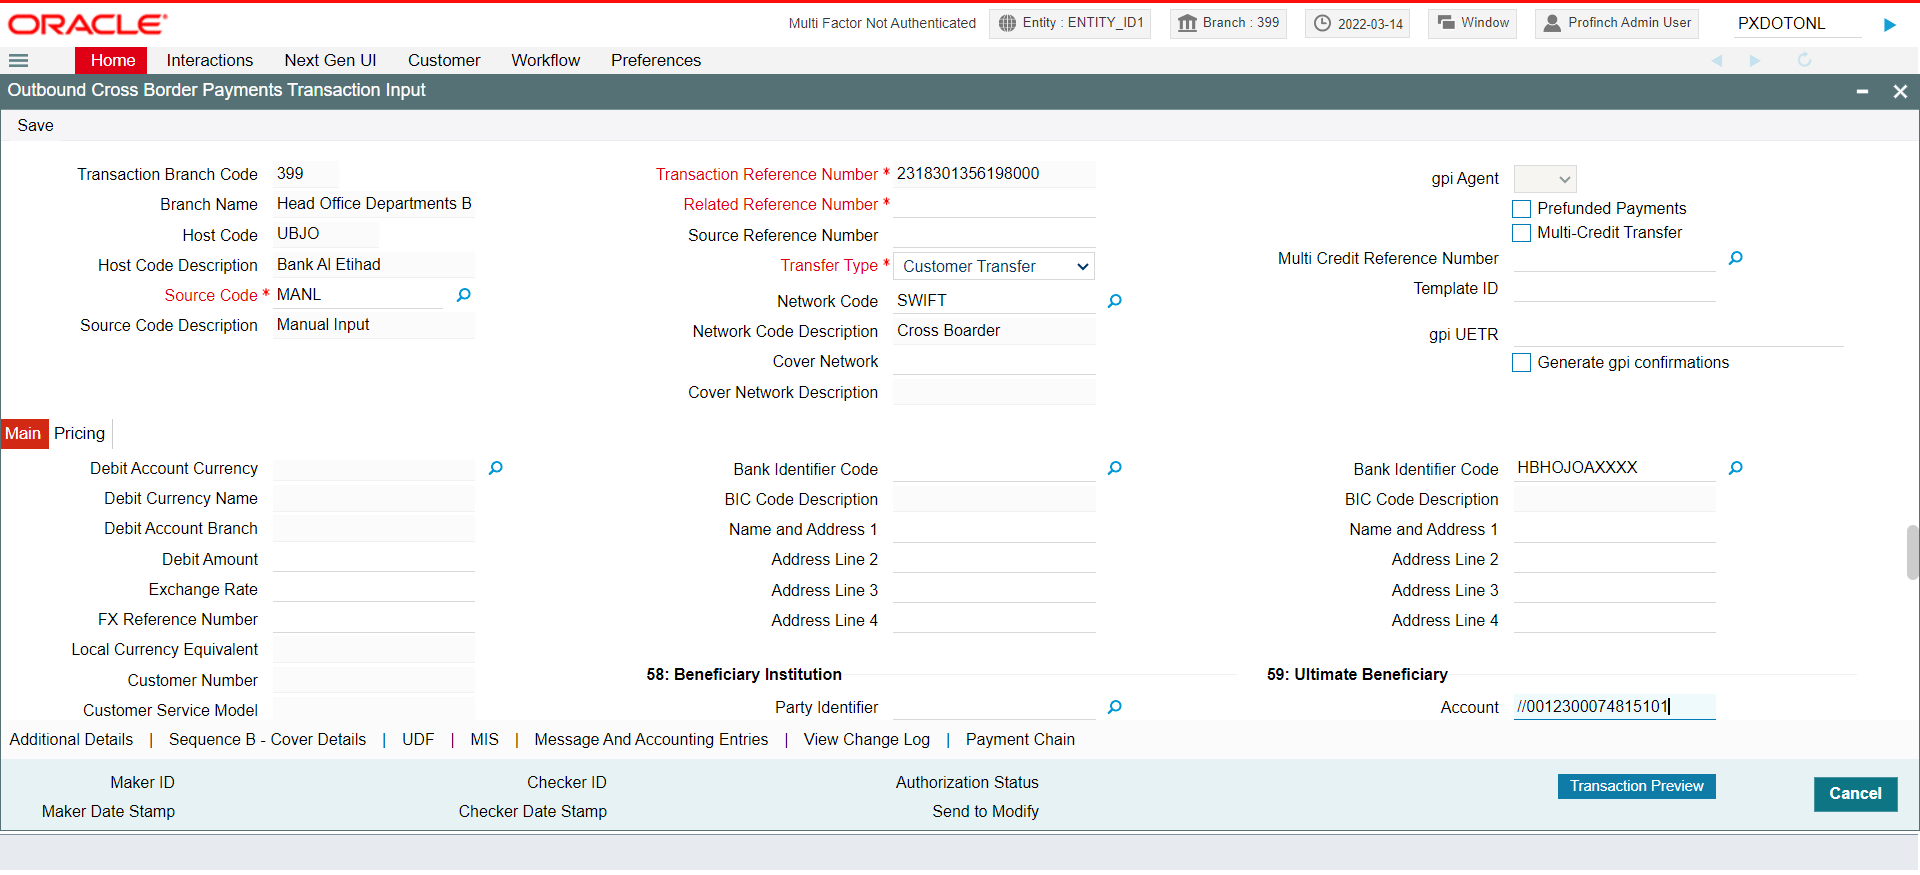 ORACLE
Multi Factor Not Authenticated
Entity : ENTITY_ID1
Branch : 399
2022-03-14
Window
Profinch Admin User
PXDOTONL
Home
Interactions
Next Gen UI
Customer
Workflow
Preferences
Outbound Cross Border Payments Transaction Input
Save
Transaction Branch Code 399
Branch Name Head Office Departments B
Host Code UBJO
Host Code Description Bank Al Etihad
Source Code * MANL
Source Code Description Manual Input
Transaction Reference Number * 2318301356198000
Related Reference Number *
Source Reference Number
Transfer Type * Customer Transfer
Network Code SWIFT
Network Code Description Cross Boarder
Cover Network
Cover Network Description
gpi Agent
Prefunded Payments
Multi-Credit Transfer
Multi Credit Reference Number
Template ID
gpi UETR
Generate gpi confirmations
Main Pricing
Debit Account Currency
Debit Currency Name
Debit Account Branch
Debit Amount
Exchange Rate
FX Reference Number
Local Currency Equivalent
Customer Number
Customer Service Model
Bank Identifier Code
BIC Code Description
Name and Address 1
Address Line 2
Address Line 3
Address Line 4
58: Beneficiary Institution
Party Identifier
Bank Identifier Code HBHOJOAXXXX
BIC Code Description
Name and Address 1
Address Line 2
Address Line 3
Address Line 4
59: Ultimate Beneficiary
Account //0012300074815101
Additional Details | Sequence B - Cover Details | UDF | MIS | Message And Accounting Entries | View Change Log | Payment Chain
Maker ID
Maker Date Stamp
Checker ID
Checker Date Stamp
Authorization Status
Send to Modify
Transaction Preview
Cancel